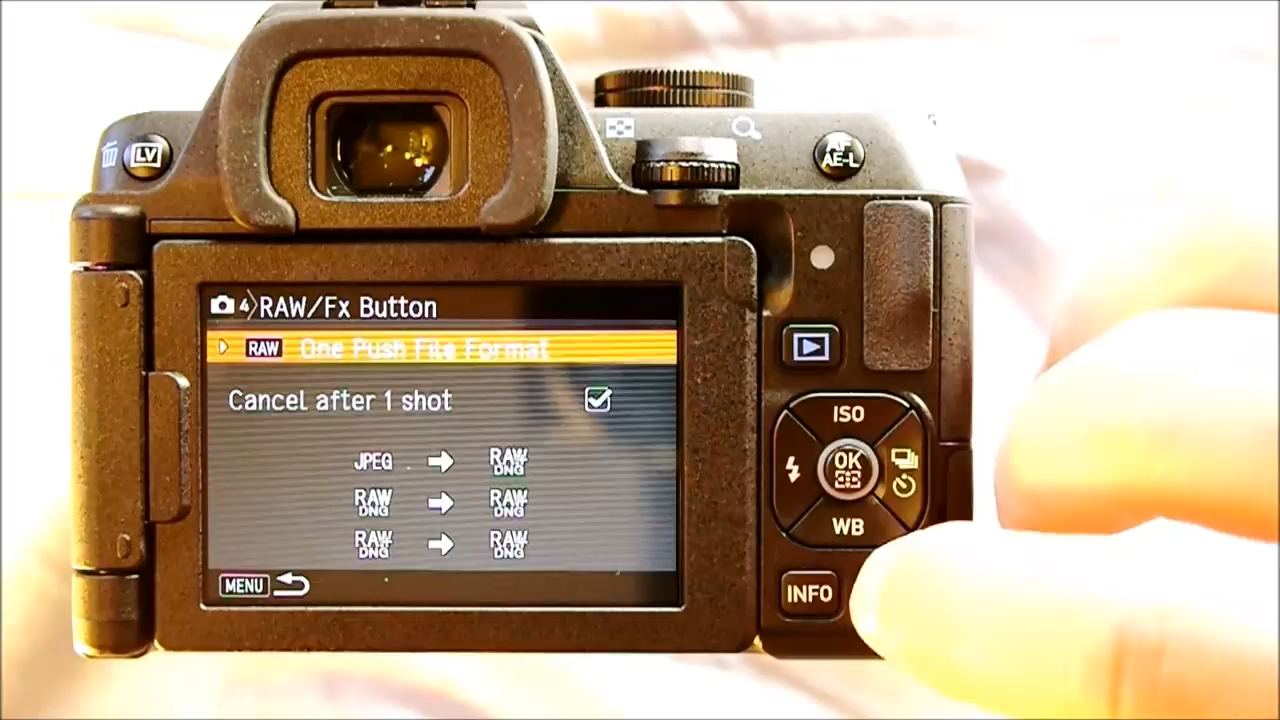 LV
AF
AE-L
4 RAW/Fx Button
RAW One Push File Format
Cancel after 1 shot
JPEG RAW+ DNG
RAW DNG RAW+ DNG
RAW+ DNG RAW+ DNG
MENU
ISO
OK
WB
INFO